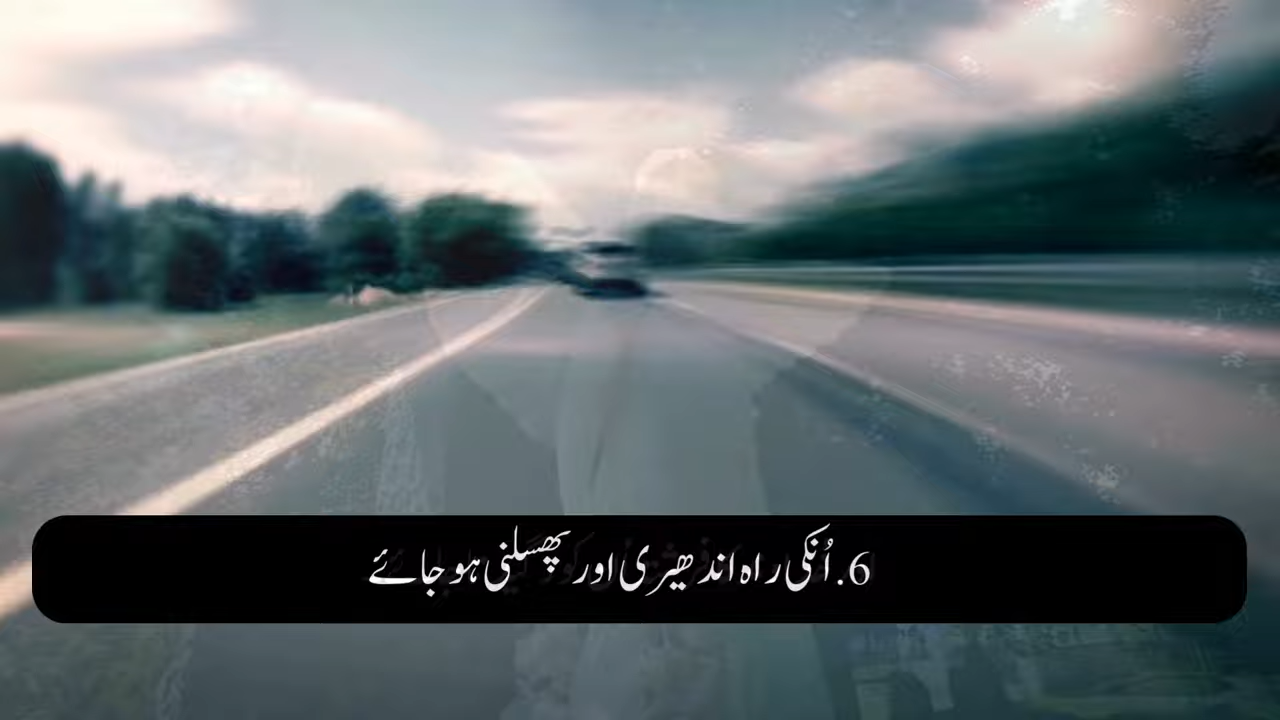 6. اُنکی راہ اندھیری اور پھسلنی ہو جائے